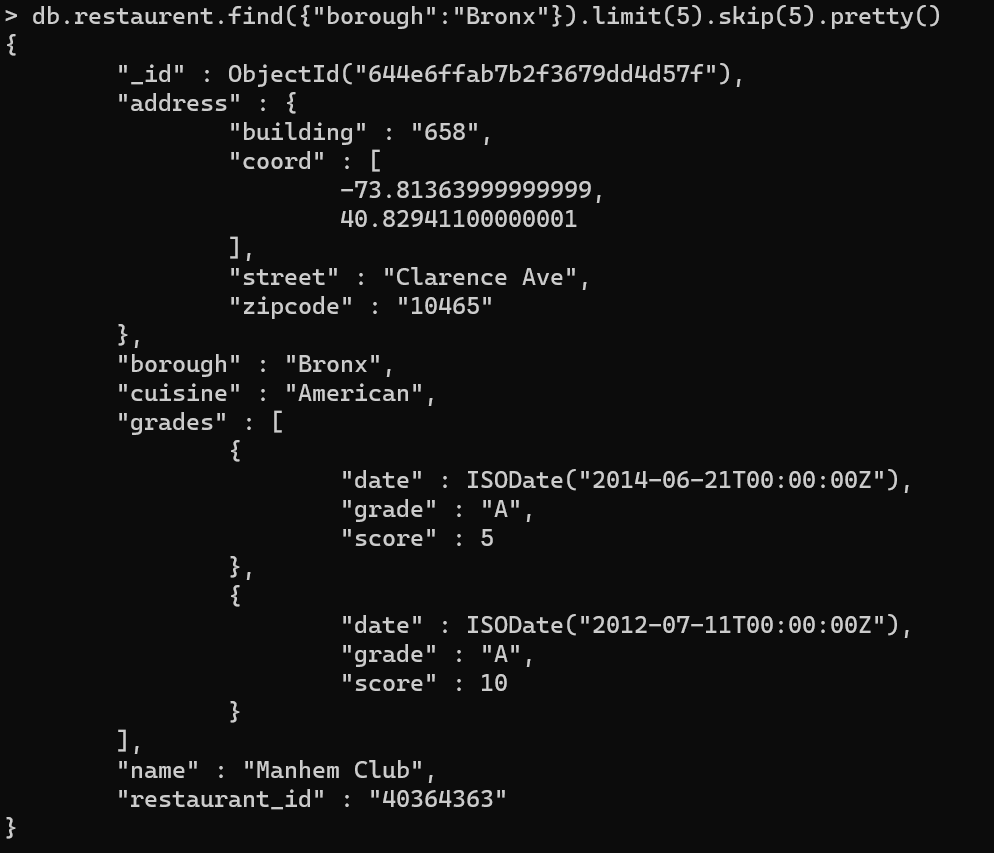 > db.restaurent.find({"borough":"Bronx"}).limit(5).skip(5).pretty()
{
        "_id" : ObjectId("644e6ffab7b2f3679dd4d57f"),
        "address" : {
                "building" : "658",
                "coord" : [
                        -73.81363999999999,
                        40.82941100000001
                ],
                "street" : "Clarence Ave",
                "zipcode" : "10465"
        },
        "borough" : "Bronx",
        "cuisine" : "American",
        "grades" : [
                {
                        "date" : ISODate("2014-06-21T00:00:00Z"),
                        "grade" : "A",
                        "score" : 5
                },
                {
                        "date" : ISODate("2012-07-11T00:00:00Z"),
                        "grade" : "A",
                        "score" : 10
                }
        ],
        "name" : "Manhem Club",
        "restaurant_id" : "40364363"
}